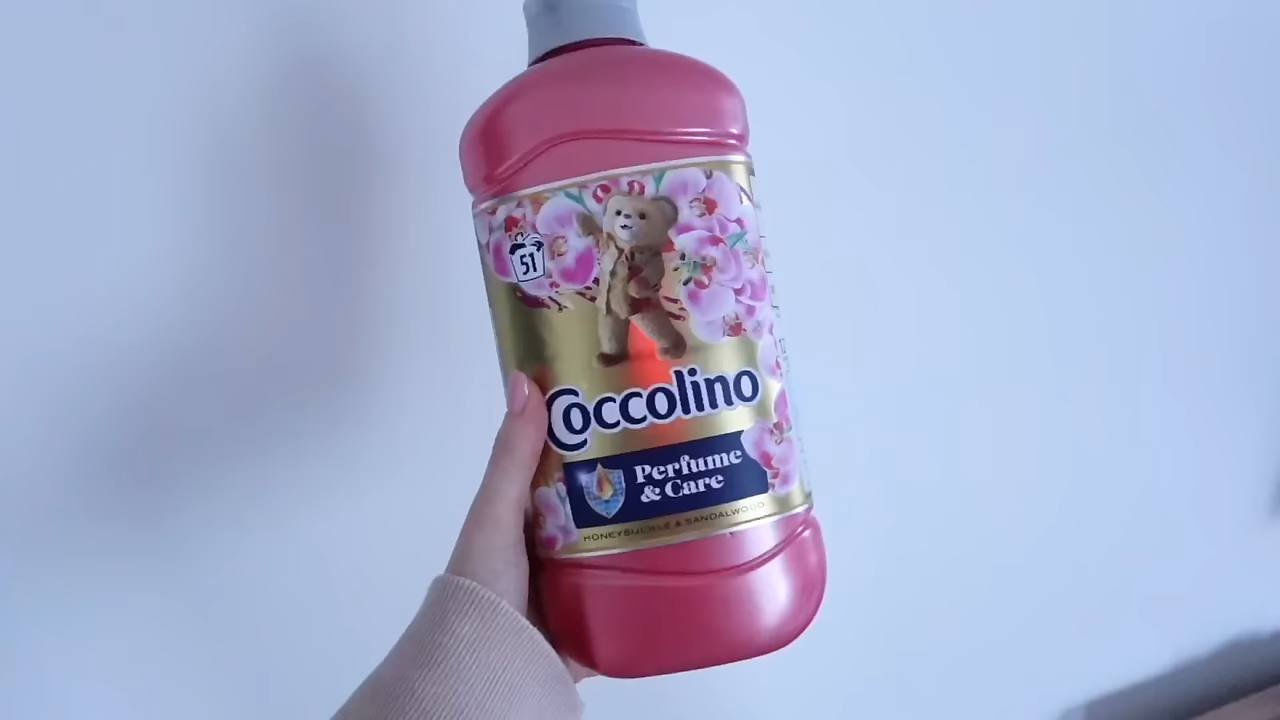 51
Coccolino
Perfume
& Care
HONEYSUCKLE & SANDALWOOD